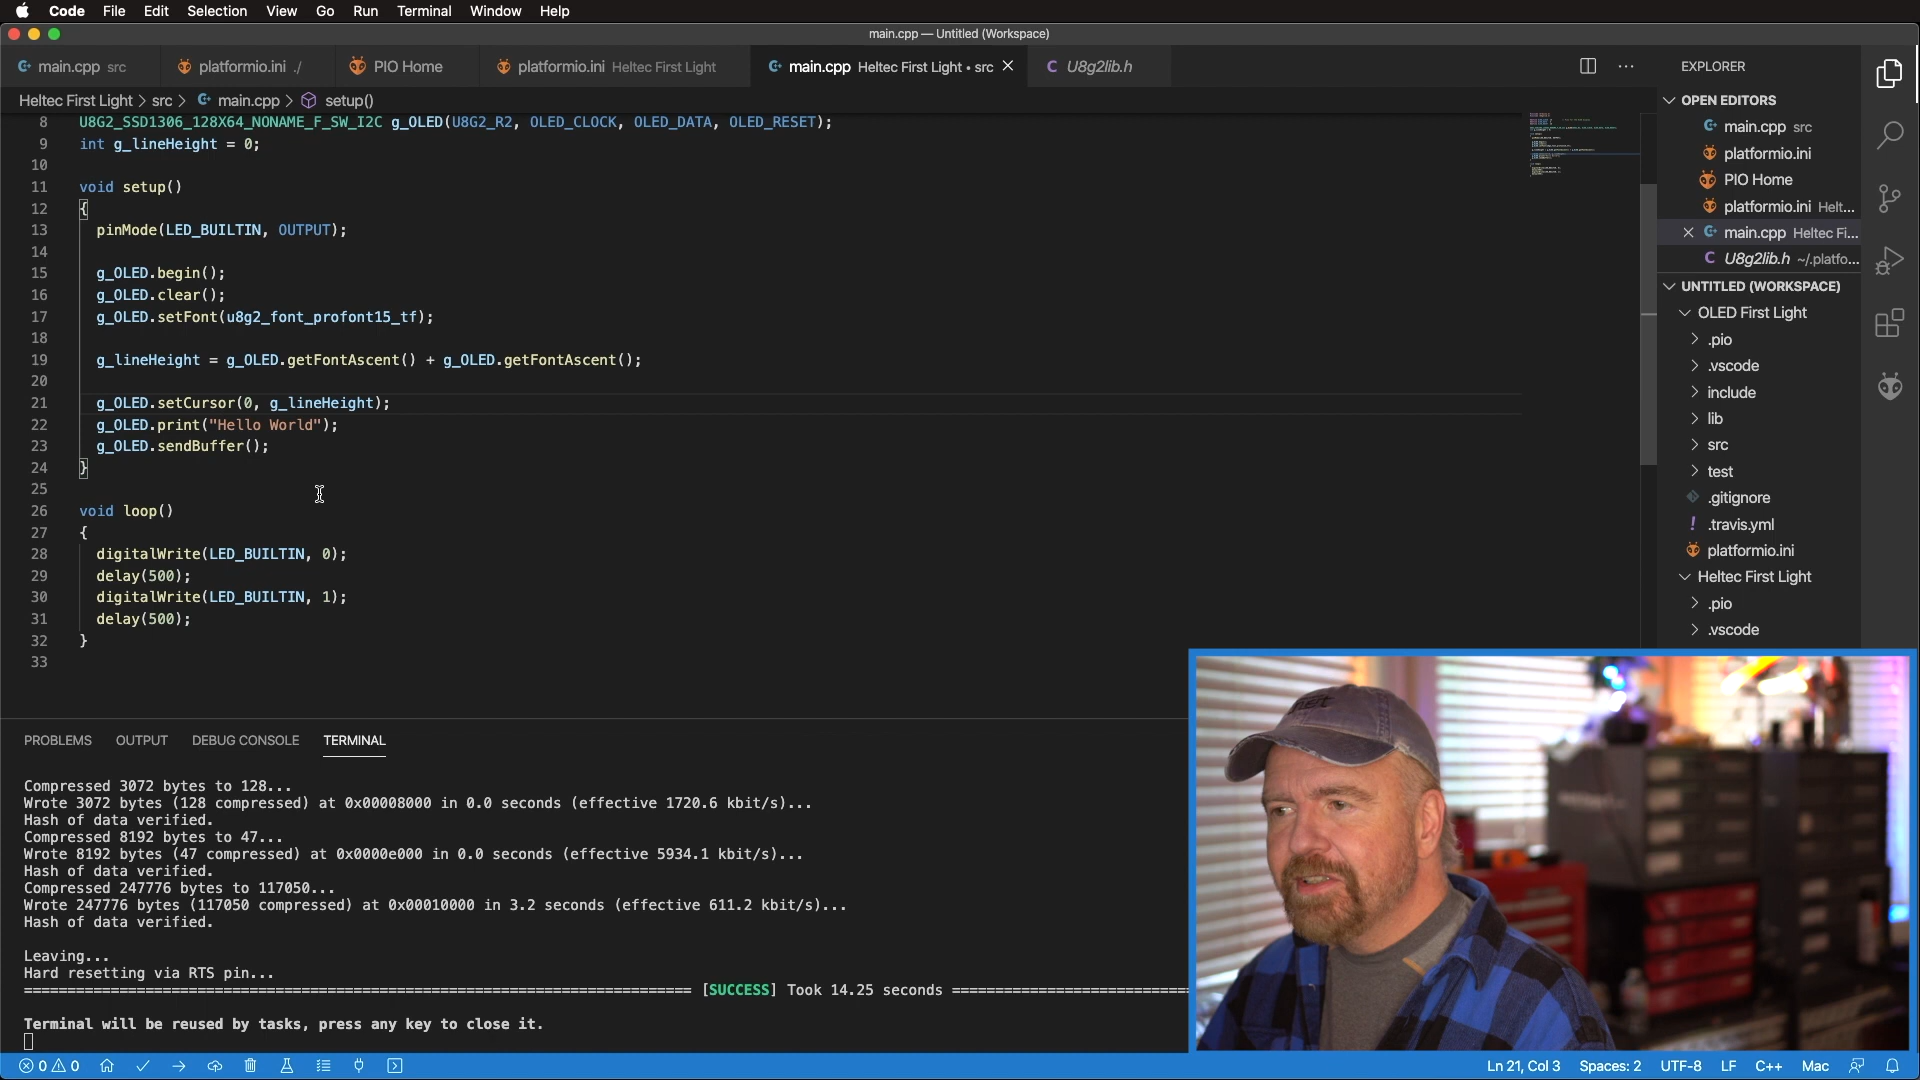 Code File Edit Selection View Go Run Terminal Window Help
main.cpp — Untitled (Workspace)
main.cpp src platformio.ini ./ PIO Home platformio.ini Heltec First Light main.cpp Heltec First Light • src U8g2lib.h
Heltec First Light > src > main.cpp > setup()
8 U8G2_SSD1306_128X64_NONAME_F_SW_I2C g_OLED(U8G2_R2, OLED_CLOCK, OLED_DATA, OLED_RESET);
9 int g_lineHeight = 0;
10
11 void setup()
12 {
13 pinMode(LED_BUILTIN, OUTPUT);
14
15 g_OLED.begin();
16 g_OLED.clear();
17 g_OLED.setFont(u8g2_font_profont15_tf);
18
19 g_lineHeight = g_OLED.getFontAscent() + g_OLED.getFontAscent();
20
21 g_OLED.setCursor(0, g_lineHeight);
22 g_OLED.print("Hello World");
23 g_OLED.sendBuffer();
24 }
25
26 void loop()
27 {
28 digitalWrite(LED_BUILTIN, 0);
29 delay(500);
30 digitalWrite(LED_BUILTIN, 1);
31 delay(500);
32 }
33
PROBLEMS OUTPUT DEBUG CONSOLE TERMINAL
Compressed 3072 bytes to 128...
Wrote 3072 bytes (128 compressed) at 0x00008000 in 0.0 seconds (effective 1720.6 kbit/s)...
Hash of data verified.
Compressed 8192 bytes to 47...
Wrote 8192 bytes (47 compressed) at 0x0000e000 in 0.0 seconds (effective 5934.1 kbit/s)...
Hash of data verified.
Compressed 247776 bytes to 117050...
Wrote 247776 bytes (117050 compressed) at 0x00010000 in 3.2 seconds (effective 611.2 kbit/s)...
Hash of data verified.
Leaving...
Hard resetting via RTS pin...
[SUCCESS] Took 14.25 seconds
Terminal will be reused by tasks, press any key to close it.
EXPLORER
OPEN EDITORS
main.cpp src
platformio.ini
PIO Home
platformio.ini Helt...
main.cpp Heltec Fi...
U8g2lib.h ~/.platfo...
UNTITLED (WORKSPACE)
OLED First Light
.pio
.vscode
include
lib
src
test
.gitignore
.travis.yml
platformio.ini
Heltec First Light
.pio
.vscode
0 0 Ln 21, Col 3 Spaces: 2 UTF-8 LF C++ Mac